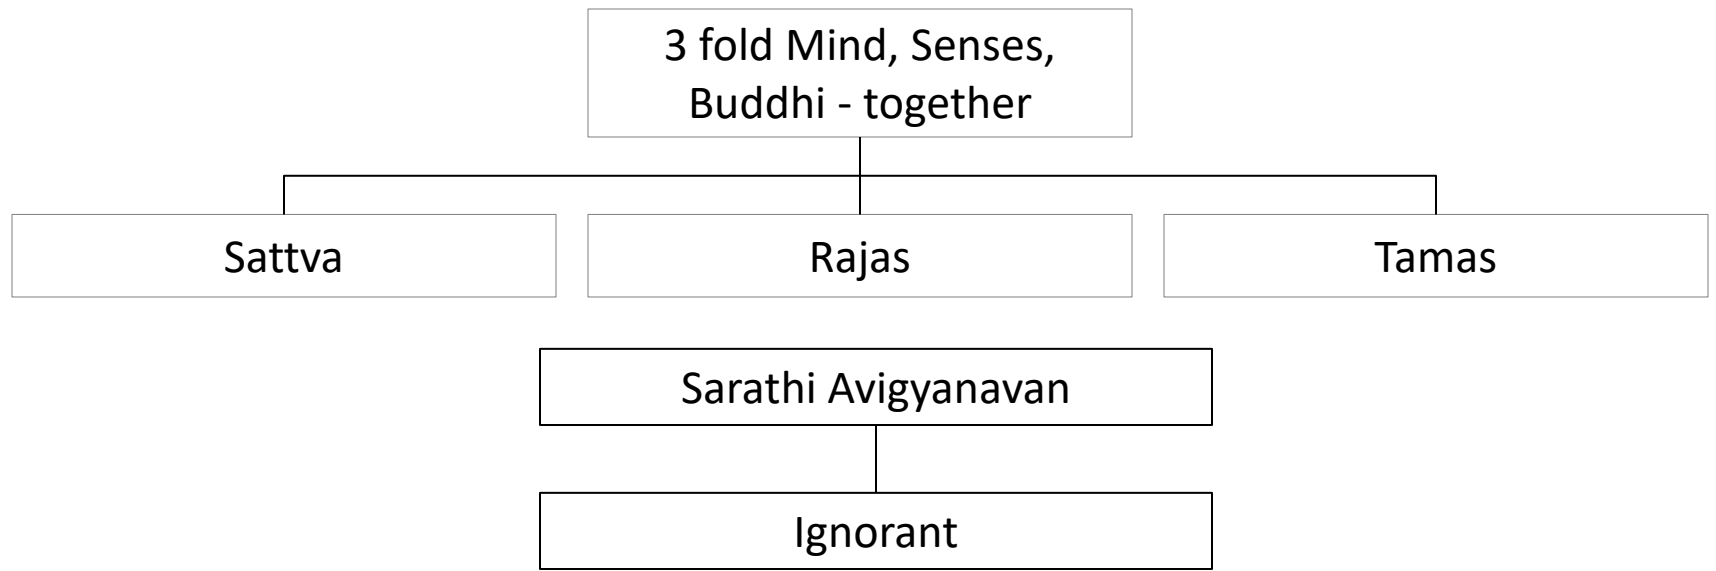 3 fold Mind, Senses,
Buddhi - together
Sattva
Rajas
Tamas
Sarathi Avigyanavan
Ignorant